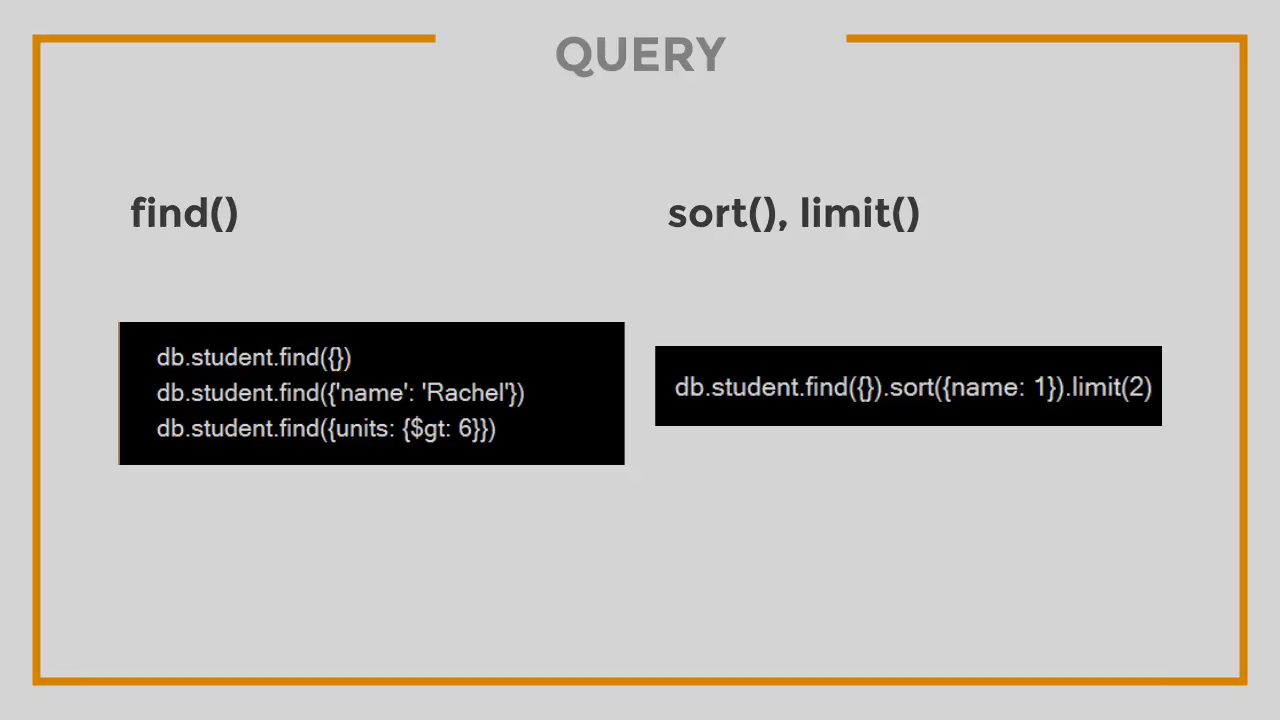 QUERY
find()
db.student.find({})
db.student.find({'name': 'Rachel'})
db.student.find({units: {$gt: 6}})
sort(), limit()
db.student.find({}).sort({name: 1}).limit(2)